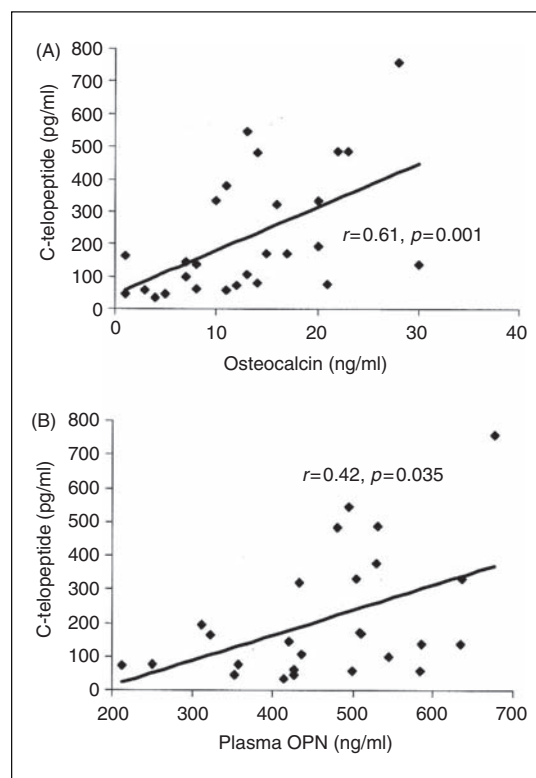 (A)
800
700
600
500
400
300
200
100
0
C-telopeptide (pg/ml)
r=0.61, p=0.001
0 10 20 30 40
Osteocalcin (ng/ml)
(B)
800
700
600
500
400
300
200
100
0
C-telopeptide (pg/ml)
r=0.42, p=0.035
200 300 400 500 600 700
Plasma OPN (ng/ml)